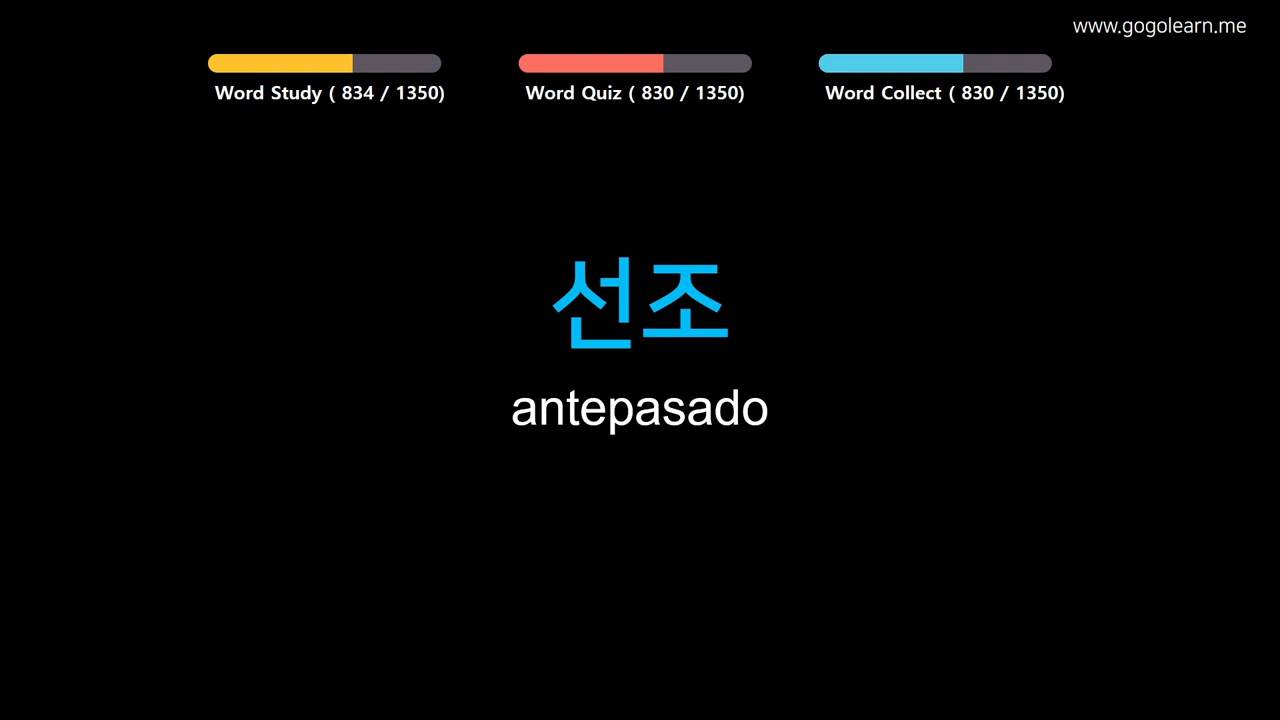 www.gogolearn.me
Word Study ( 834 / 1350)
Word Quiz ( 830 / 1350)
Word Collect ( 830 / 1350)
선조
antepasado